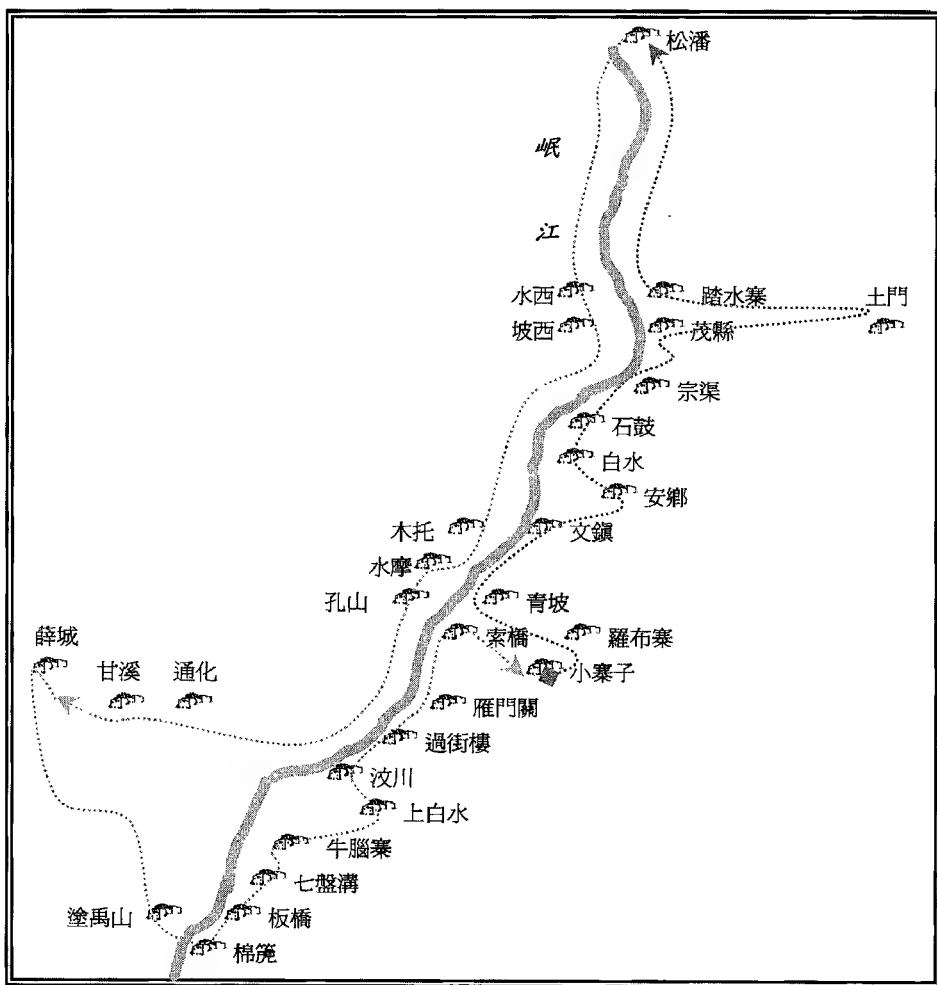 松潘
岷
江
水西
踏水寨
土門
坡西
茂縣
宗渠
石鼓
白水
安鄉
木托
文鎭
水摩
孔山
青坡
薛城
索橋
羅布寨
甘溪
通化
小寨子
雁門關
過街樓
汶川
上白水
牛腦寨
七盤溝
塗禹山
板橋
棉箎